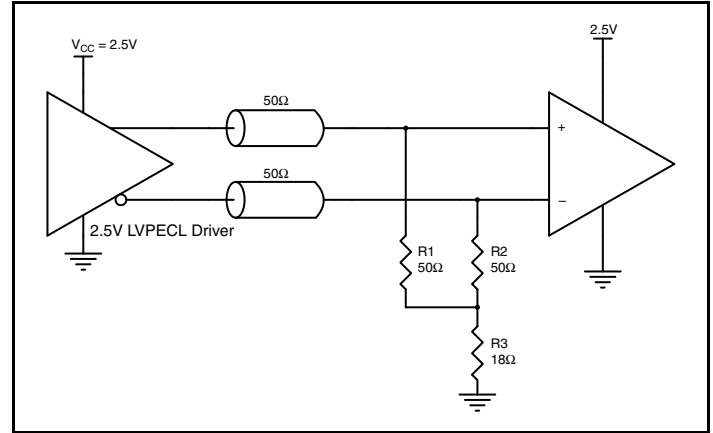 V_CC = 2.5V
2.5V
50Ω
50Ω
+
–
2.5V LVPECL Driver
R1
50Ω
R2
50Ω
R3
18Ω